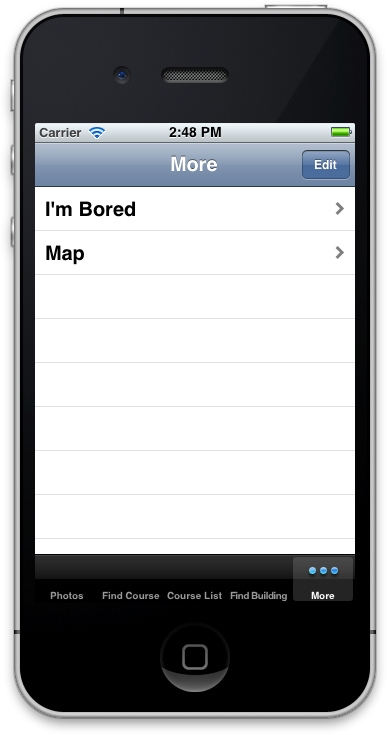 Carrier 2:48 PM
More Edit
I'm Bored
Map
Photos Find Course Course List Find Building More